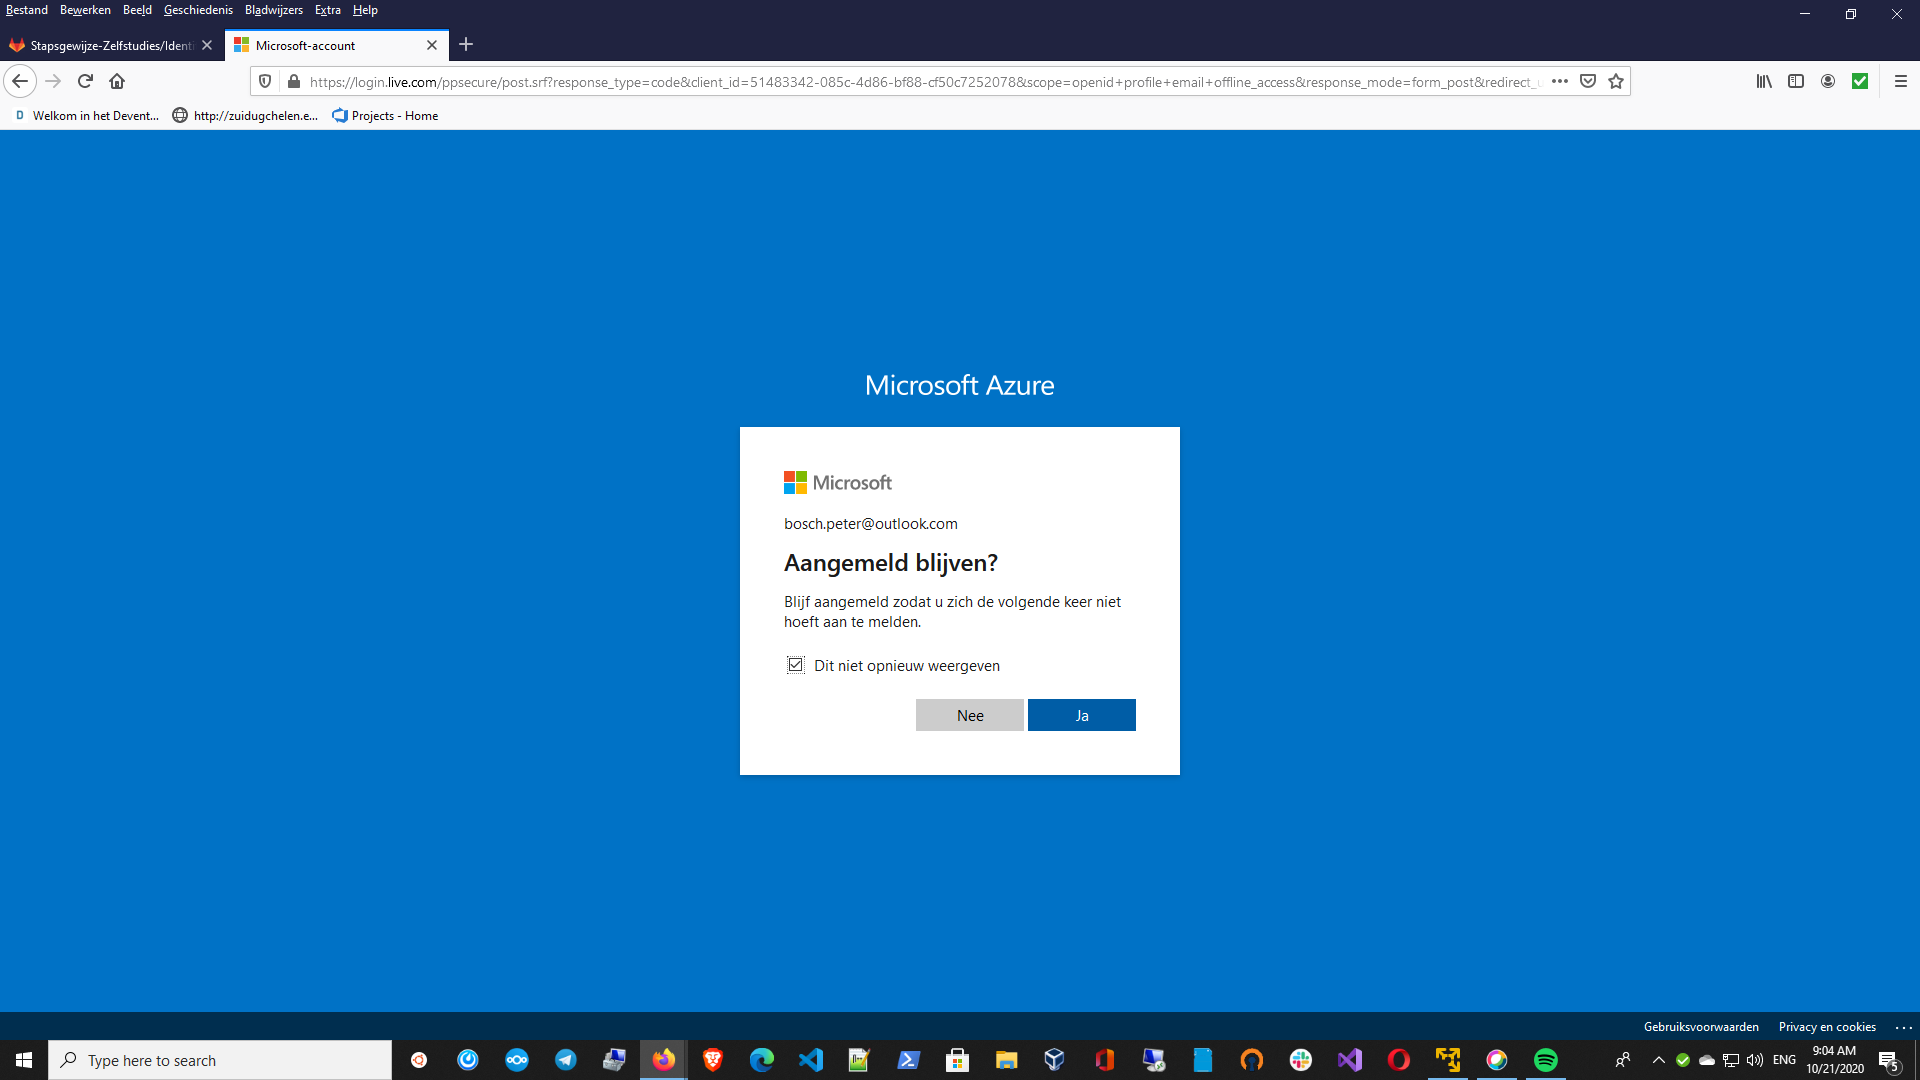 Bestand Bewerken Beeld Geschiedenis Bladwijzers Extra Help
Stapsgewijze-Zelfstudies/Identi
Microsoft-account
https://login.live.com/ppsecure/post.srf?response_type=code&client_id=51483342-085c-4d86-bf88-cf50c7252078&scope=openid+profile+email+offline_access&response_mode=form_post&redirect_u
Welkom in het Devent... http://zuidugchelen.e... Projects - Home
Microsoft Azure
Microsoft
bosch.peter@outlook.com
Aangemeld blijven?
Blijf aangemeld zodat u zich de volgende keer niet
hoeft aan te melden.
Dit niet opnieuw weergeven
Nee Ja
Gebruiksvoorwaarden Privacy en cookies ...
Type here to search
ENG
9:04 AM
10/21/2020
5